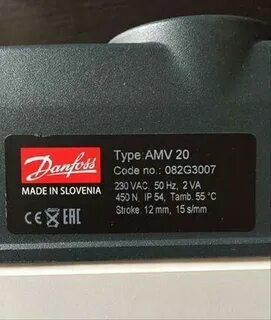 Danfoss
MADE IN SLOVENIA
Type: AMV 20
Code no.: 082G3007
230 VAC, 50 Hz, 2 VA
450 N, IP 54, Tamb. 55 °C
Stroke: 12 mm, 15 s/mm
CE EAC